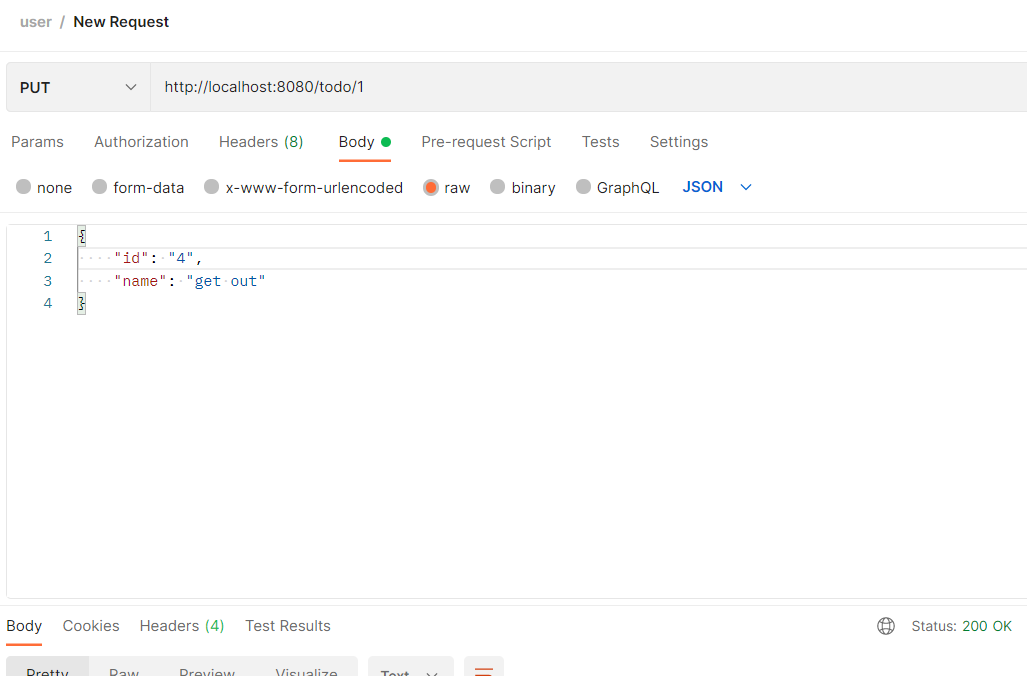 user / New Request
PUT http://localhost:8080/todo/1
Params Authorization Headers (8) Body Pre-request Script Tests Settings
none form-data x-www-form-urlencoded raw binary GraphQL JSON
1 {
2 "id": "4",
3 "name": "get out"
4 }
Body Cookies Headers (4) Test Results Status: 200 OK
Pretty Raw Preview Visualize Text